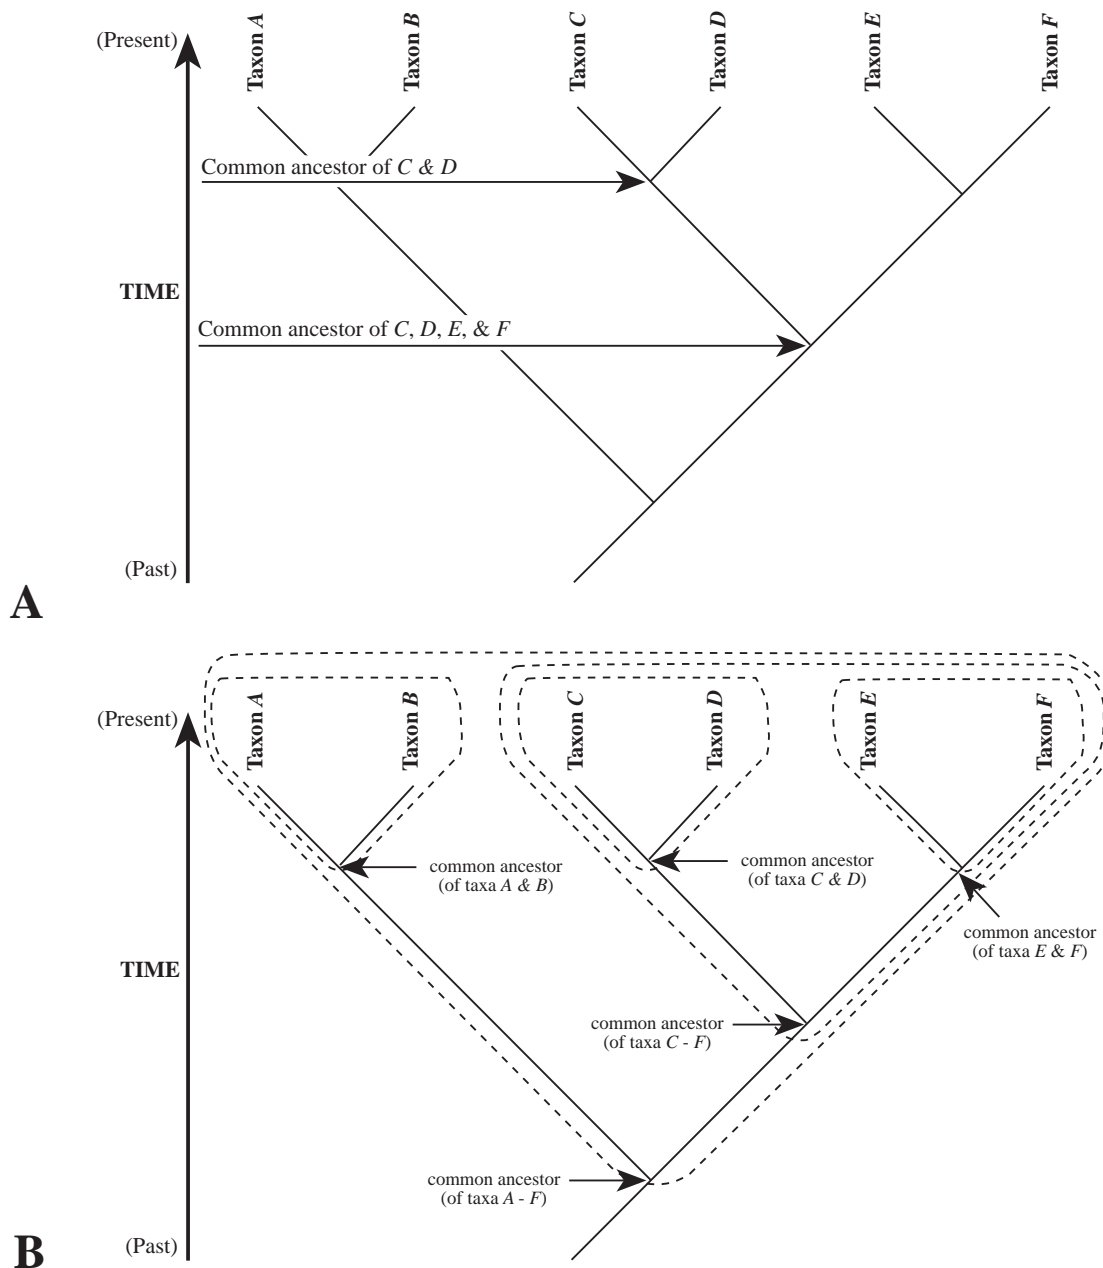 Taxon A
Taxon B
Taxon C
Taxon D
Taxon E
Taxon F
(Present)
Common ancestor of C & D
TIME
Common ancestor of C, D, E, & F
(Past)
A
Taxon A
Taxon B
Taxon C
Taxon D
Taxon E
Taxon F
(Present)
common ancestor
(of taxa A & B)
common ancestor
(of taxa C & D)
common ancestor
(of taxa E & F)
TIME
common ancestor
(of taxa C - F)
common ancestor
(of taxa A - F)
(Past)
B